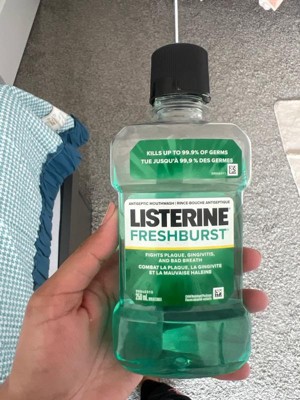 KILLS UP TO 99.9% OF GERMS
TUE JUSQU'À 99,9 % DES GERMES
ANTISEPTIC MOUTHWASH / RINCE-BOUCHE ANTISEPTIQUE
LISTERINE
FRESHBURST
FIGHTS PLAQUE, GINGIVITIS,
AND BAD BREATH
COMBAT LA PLAQUE, LA GINGIVITE
ET LA MAUVAISE HALEINE
250 mL